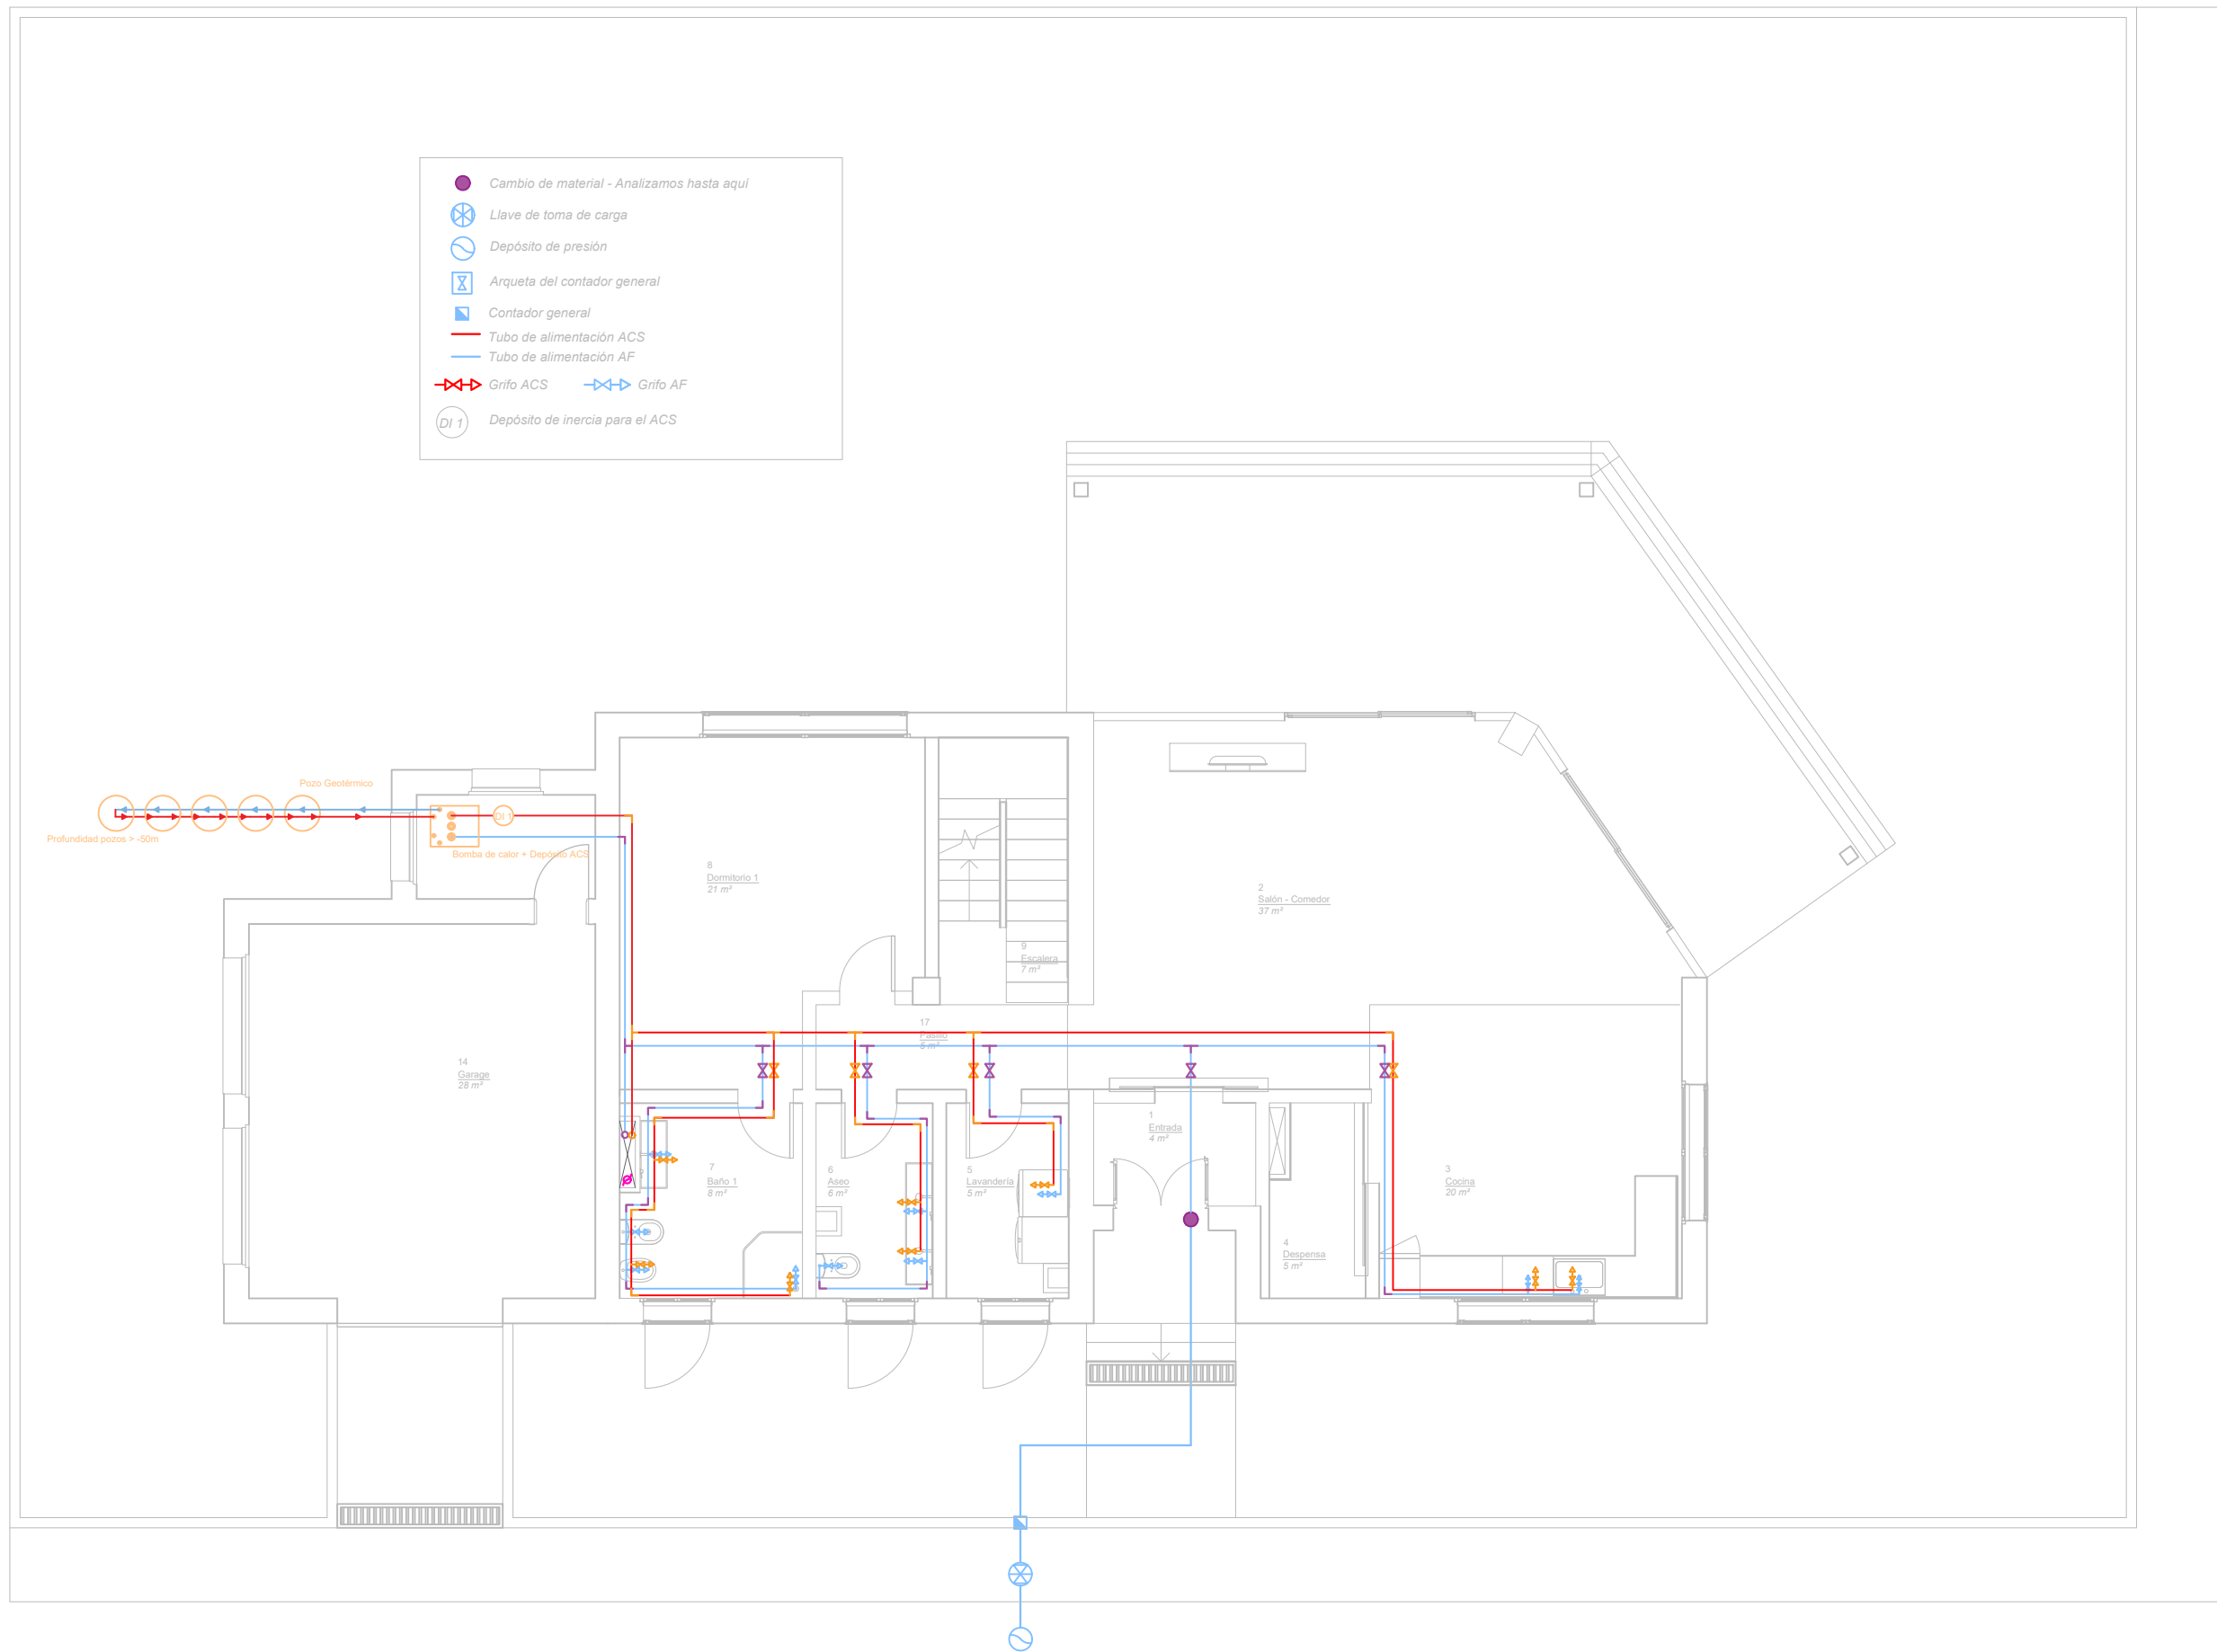 Cambio de material - Analizamos hasta aquí
Llave de toma de carga
Depósito de presión
Arqueta del contador general
Contador general
Tubo de alimentación ACS
Tubo de alimentación AF
Grifo ACS
Grifo AF
DI 1
Depósito de inercia para el ACS
Pozo Geotérmico
DI 1
Profundidad pozos > -50m
Bomba de calor + Depósito ACS
8
Dormitorio 1
21 m²
2
Salón - Comedor
37 m²
9
Escalera
7 m²
17
Pasillo
5 m²
14
Garage
28 m²
1
Entrada
4 m²
7
Baño 1
8 m²
6
Aseo
6 m²
5
Lavandería
5 m²
3
Cocina
20 m²
4
Despensa
5 m²